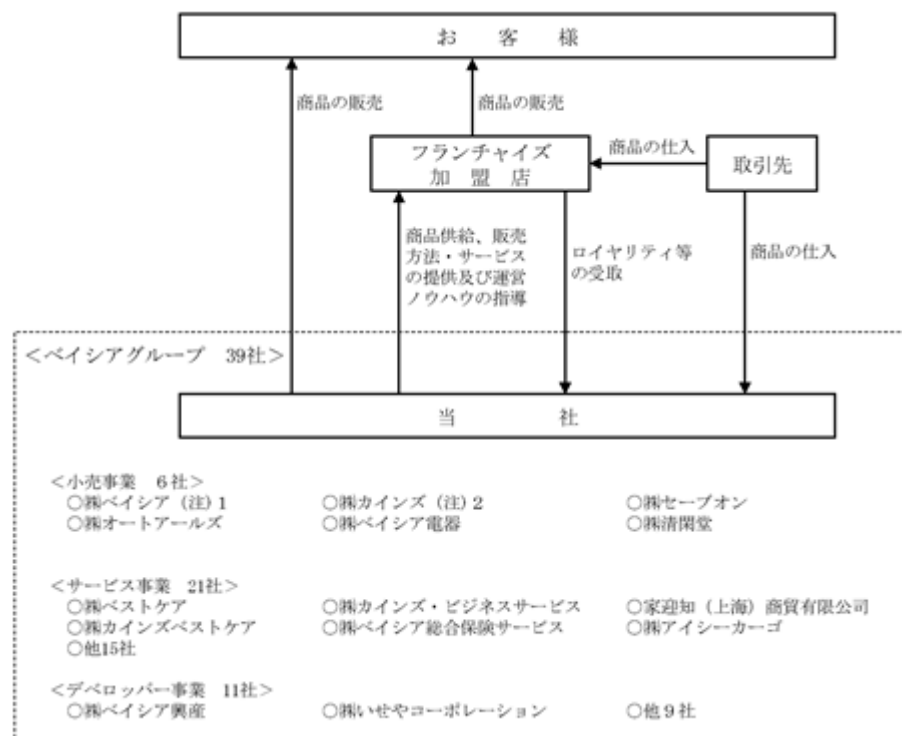 お 客 様
商品の販売
商品の販売
フランチャイズ
加 盟 店
商品の仕入
取引先
商品供給、販売
方法・サービス
の提供及び運営
ノウハウの指導
ロイヤリティ等
の受取
商品の仕入
＜ベイシアグループ 39社＞
当 社
＜小売事業 6社＞
○㈱ベイシア（注）1 ○㈱カインズ（注）2 ○㈱セーブオン
○㈱オートアールズ ○㈱ベイシア電器 ○㈱清閑堂
＜サービス事業 21社＞
○㈱ベストケア ○㈱カインズ・ビジネスサービス ○家迎知（上海）商貿有限公司
○㈱カインズベストケア ○㈱ベイシア総合保険サービス ○㈱アイシーカーゴ
○他15社
＜デベロッパー事業 11社＞
○㈱ベイシア興産 ○㈱いせやコーポレーション ○他9社